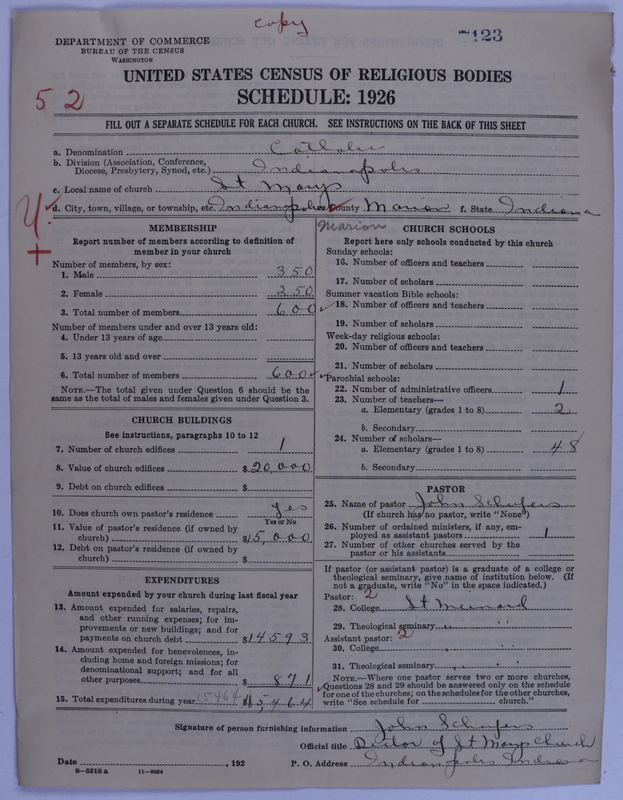 copy
7123
DEPARTMENT OF COMMERCE
BUREAU OF THE CENSUS
WASHINGTON
UNITED STATES CENSUS OF RELIGIOUS BODIES
52
SCHEDULE: 1926
FILL OUT A SEPARATE SCHEDULE FOR EACH CHURCH. SEE INSTRUCTIONS ON THE BACK OF THIS SHEET
a. Denomination Catholic
b. Division (Association, Conference, Diocese, Presbytery, Synod, etc.) Indianapolis
c. Local name of church St Marys
d. City, town, village, or township, etc. Indianapolis County Marion f. State Indiana
Marion
MEMBERSHIP
Report number of members according to definition of
member in your church
Number of members, by sex:
1. Male 350
2. Female 250
3. Total number of members 600
Number of members under and over 13 years old:
4. Under 13 years of age
5. 13 years old and over
6. Total number of members 600
NOTE.—The total given under Question 6 should be the
same as the total of males and females given under Question 3.
CHURCH BUILDINGS
See instructions, paragraphs 10 to 12
7. Number of church edifices 1
8. Value of church edifices $20,000
9. Debt on church edifices $
10. Does church own pastor's residence yes
Yes or No
11. Value of pastor's residence (if owned by
church) $15,000
12. Debt on pastor's residence (if owned by
church) $
EXPENDITURES
Amount expended by your church during last fiscal year
13. Amount expended for salaries, repairs,
and other running expenses; for im-
provements or new buildings; and for
payments on church debt $14593
14. Amount expended for benevolences, in-
cluding home and foreign missions; for
denominational support; and for all
other purposes $871
15. Total expenditures during year 15464 $15,464
CHURCH SCHOOLS
Report here only schools conducted by this church
Sunday schools:
16. Number of officers and teachers
17. Number of scholars
Summer vacation Bible schools:
18. Number of officers and teachers
19. Number of scholars
Week-day religious schools:
20. Number of officers and teachers
21. Number of scholars
Parochial schools:
22. Number of administrative officers 1
23. Number of teachers—
a. Elementary (grades 1 to 8) 2
b. Secondary
24. Number of scholars—
a. Elementary (grades 1 to 8) 48
b. Secondary
PASTOR
25. Name of pastor John
(If church has no pastor, write "None")
26. Number of ordained ministers, if any, em-
ployed as assistant pastors 1
27. Number of other churches served by the
pastor or his assistants
If pastor (or assistant pastor) is a graduate of a college or
theological seminary, give name of institution below. (If
not a graduate, write "No" in the space indicated.)
Pastor: 2
28. College St Meinrad
29. Theological seminary
Assistant pastor: 2
30. College
31. Theological seminary
NOTE.—Where one pastor serves two or more churches,
Questions 28 and 29 should be answered only on the schedule
for one of the churches; on the schedules for the other churches,
write "See schedule for church."
Signature of person furnishing information John
Official title Rector of St Marys Church
Date , 192 P. O. Address Indianapolis Indiana
8—5518 a 11—9054